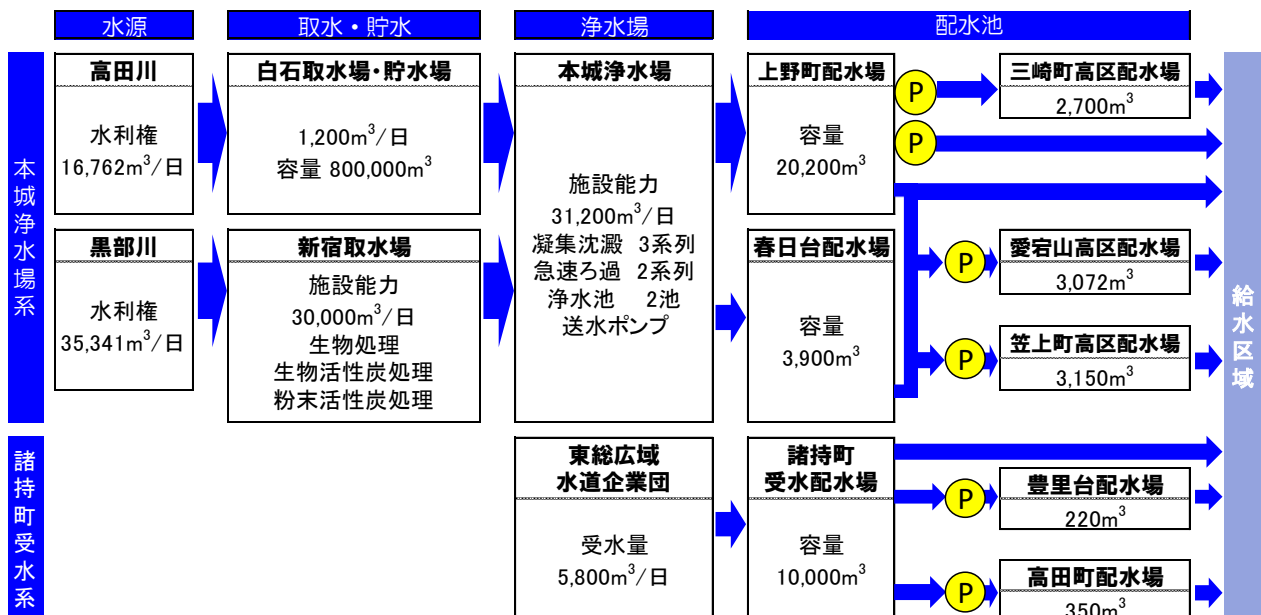 水源
取水・貯水
浄水場
配水池
本城浄水場系
高田川
水利権
16,762m³/日
白石取水場・貯水場
1,200m³/日
容量 800,000m³
黒部川
水利権
35,341m³/日
新宿取水場
施設能力
30,000m³/日
生物処理
生物活性炭処理
粉末活性炭処理
本城浄水場
施設能力
31,200m³/日
凝集沈澱 3系列
急速ろ過 2系列
浄水池 2池
送水ポンプ
上野町配水場
容量
20,200m³
P
三崎町高区配水場
2,700m³
P
春日台配水場
容量
3,900m³
P
愛宕山高区配水場
3,072m³
P
笠上町高区配水場
3,150m³
給水区域
諸持町受水系
東総広域
水道企業団
受水量
5,800m³/日
諸持町
受水配水場
容量
10,000m³
P
豊里台配水場
220m³
P
高田町配水場
350m³